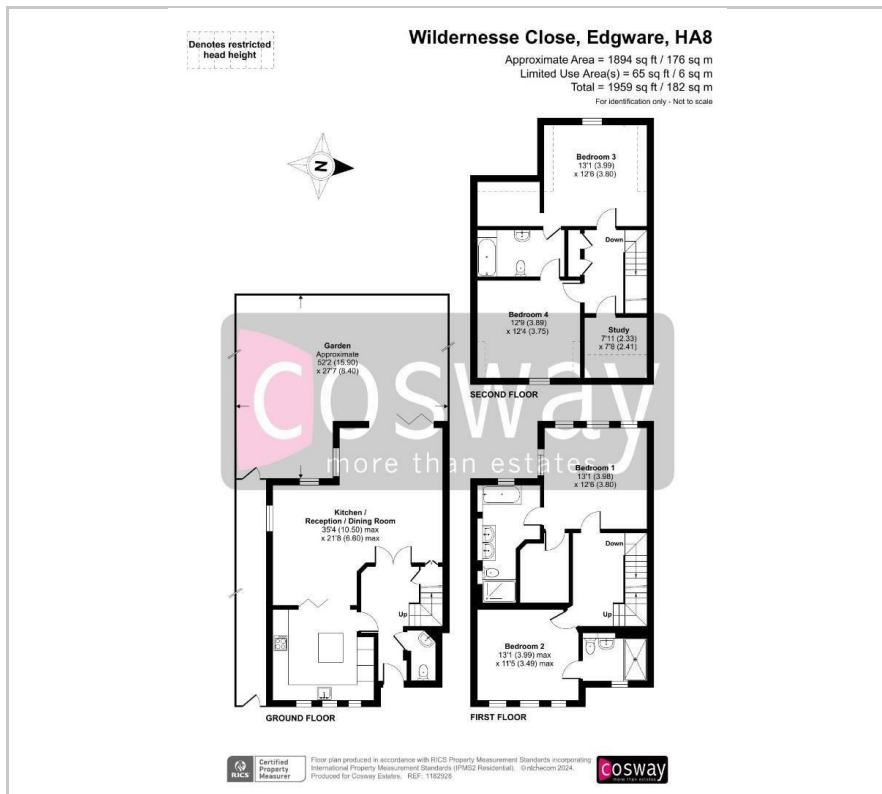 Denotes restricted
head height
Wildernesse Close, Edgware, HA8
Approximate Area = 1894 sq ft / 176 sq m
Limited Use Area(s) = 65 sq ft / 6 sq m
Total = 1959 sq ft / 182 sq m
For identification only - Not to scale
N
Bedroom 3
13'1 (3.99)
x 12'6 (3.80)
Down
Bedroom 4
12'9 (3.89)
x 12'4 (3.75)
Study
7'11 (2.33)
x 7'8 (2.41)
SECOND FLOOR
Garden
Approximate
52'2 (15.90)
x 27'7 (8.40)
cosway
more than estates
Kitchen /
Reception / Dining Room
35'4 (10.50) max
x 21'8 (6.60) max
Up
GROUND FLOOR
Bedroom 1
13'1 (3.98)
x 12'6 (3.80)
Down
Up
Bedroom 2
13'1 (3.99) max
x 11'5 (3.49) max
FIRST FLOOR
RICS
Certified
Property
Measurer
Floor plan produced in accordance with RICS Property Measurement Standards incorporating
International Property Measurement Standards (IPMS2 Residential). ©nichecom 2024.
Produced for Cosway Estates. REF: 1182928
cosway
more than estates